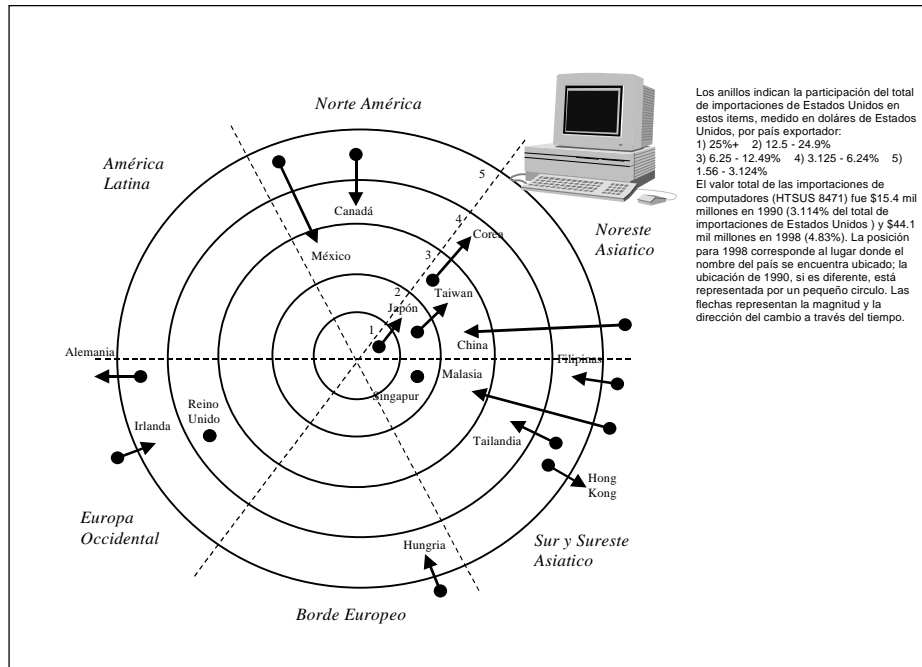 Norte América
América
Latina
Los anillos indican la participación del total
de importaciones de Estados Unidos en
estos items, medido en doláres de Estados
Unidos, por país exportador:
1) 25%+ 2) 12.5 - 24.9%
3) 6.25 - 12.49% 4) 3.125 - 6.24% 5)
1.56 - 3.124%
El valor total de las importaciones de
computadores (HTSUS 8471) fue $15.4 mil
millones en 1990 (3.114% del total de
importaciones de Estados Unidos ) y $44.1
mil millones en 1998 (4.83%). La posición
para 1998 corresponde al lugar donde el
nombre del país se encuentra ubicado; la
ubicación de 1990, si es diferente, está
representada por un pequeño circulo. Las
flechas representan la magnitud y la
dirección del cambio a través del tiempo.
5
Canadá
4
Corea
Noreste
Asiatico
México
3
2
Taiwan
Japón
1
China
Alemania
Filipinas
Malasia
Singapur
Reino
Unido
Irlanda
Tailandia
Hong
Kong
Europa
Occidental
Hungria
Sur y Sureste
Asiatico
Borde Europeo